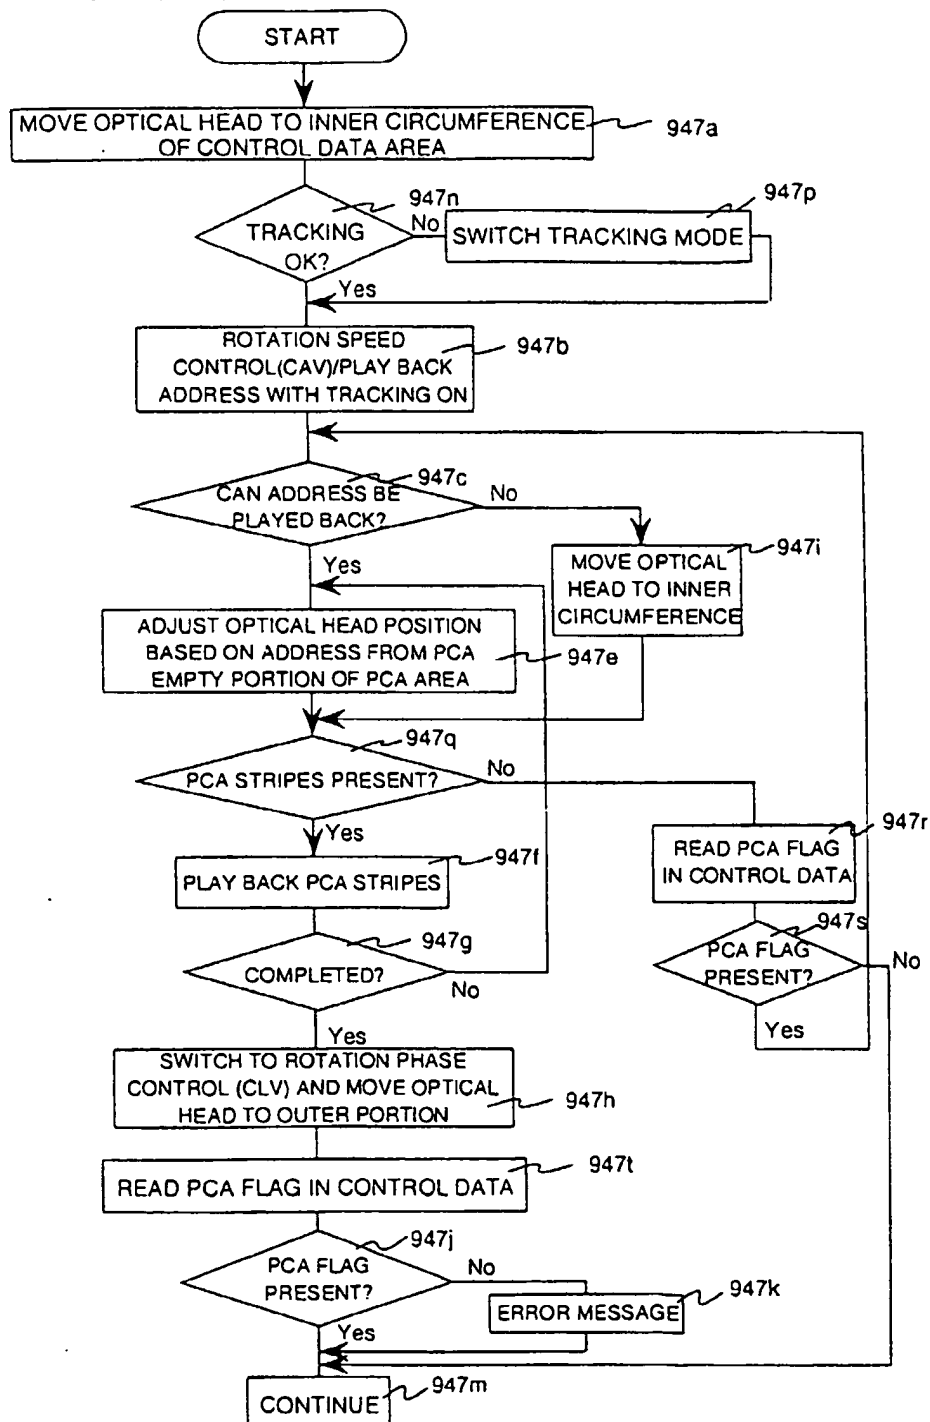 START
MOVE OPTICAL HEAD TO INNER CIRCUMFERENCE
OF CONTROL DATA AREA
947a
947n
TRACKING
OK?
No
947p
SWITCH TRACKING MODE
Yes
ROTATION SPEED
CONTROL(CAV)/PLAY BACK
ADDRESS WITH TRACKING ON
947b
947c
CAN ADDRESS BE
PLAYED BACK?
No
Yes
947i
MOVE OPTICAL
HEAD TO INNER
CIRCUMFERENCE
ADJUST OPTICAL HEAD POSITION
BASED ON ADDRESS FROM PCA
EMPTY PORTION OF PCA AREA
947e
947q
PCA STRIPES PRESENT?
No
Yes
947r
READ PCA FLAG
IN CONTROL DATA
947f
PLAY BACK PCA STRIPES
947s
PCA FLAG
PRESENT?
No
Yes
947g
COMPLETED?
No
Yes
SWITCH TO ROTATION PHASE
CONTROL (CLV) AND MOVE OPTICAL
HEAD TO OUTER PORTION
947h
947t
READ PCA FLAG IN CONTROL DATA
947j
PCA FLAG
PRESENT?
No
947k
ERROR MESSAGE
Yes
947m
CONTINUE